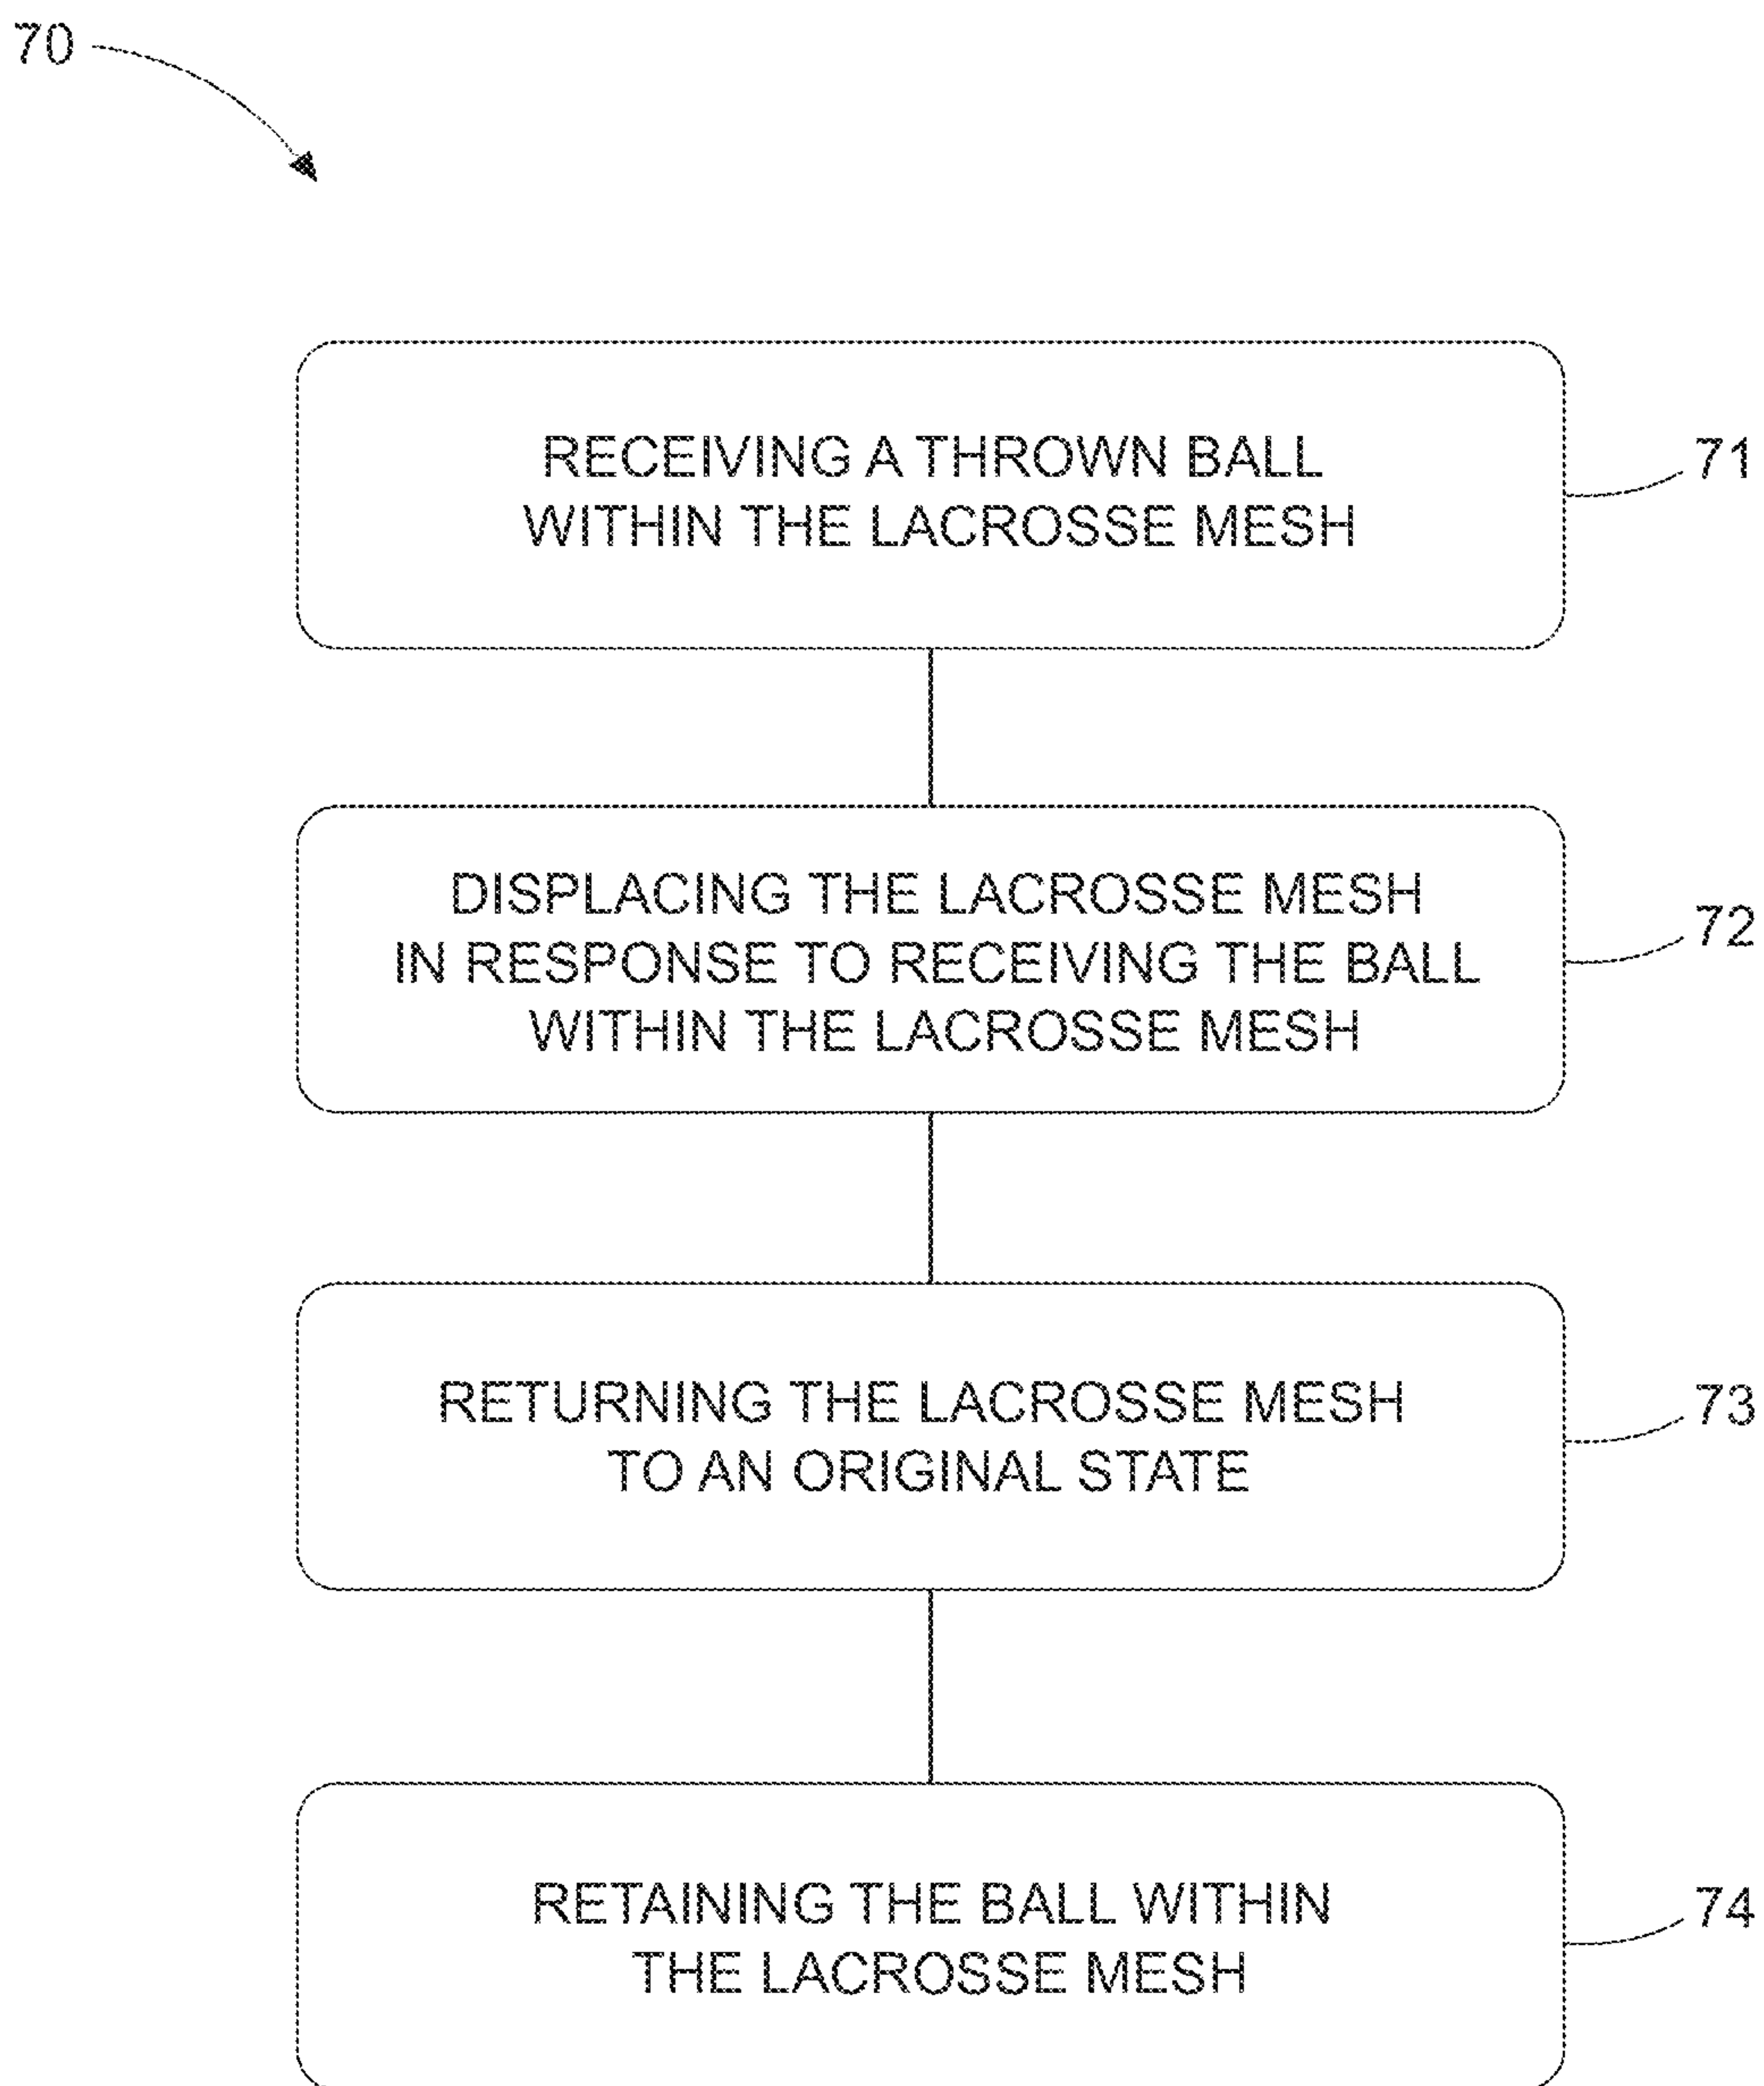 70
RECEIVING A THROWN BALL
WITHIN THE LACROSSE MESH
71
DISPLACING THE LACROSSE MESH
IN RESPONSE TO RECEIVING THE BALL
WITHIN THE LACROSSE MESH
72
RETURNING THE LACROSSE MESH
TO AN ORIGINAL STATE
73
RETAINING THE BALL WITHIN
THE LACROSSE MESH
74